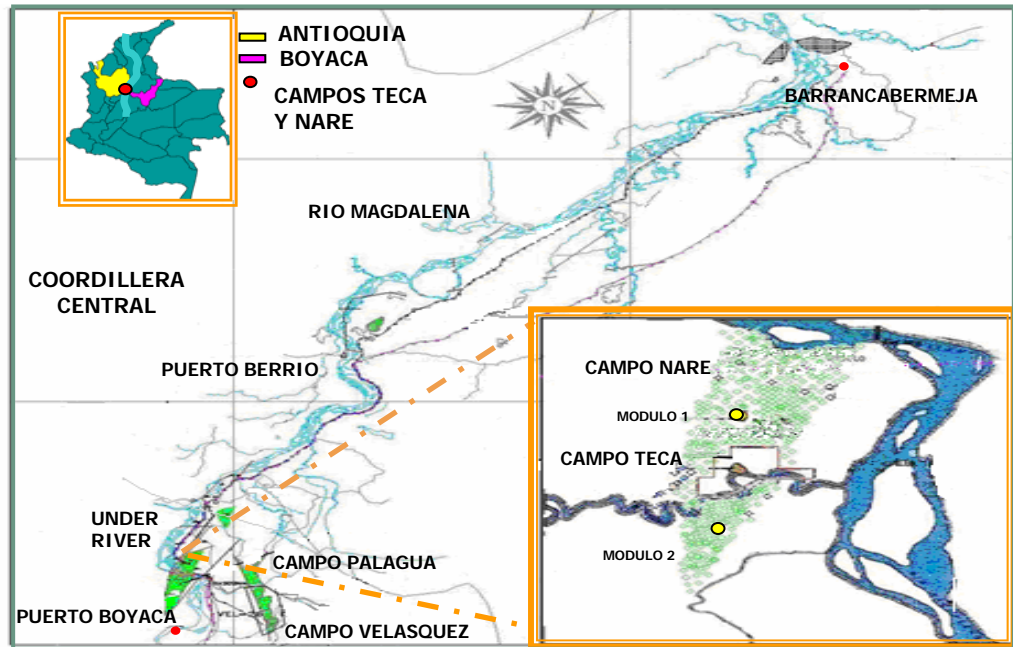 ANTIOQUIA
BOYACA
CAMPOS TECA
Y NARE
N
BARRANCABERMEJA
RIO MAGDALENA
COORDILLERA
CENTRAL
PUERTO BERRIO
UNDER
RIVER
CAMPO PALAGUA
PUERTO BOYACA
CAMPO VELASQUEZ
CAMPO NARE
MODULO 1
CAMPO TECA
MODULO 2